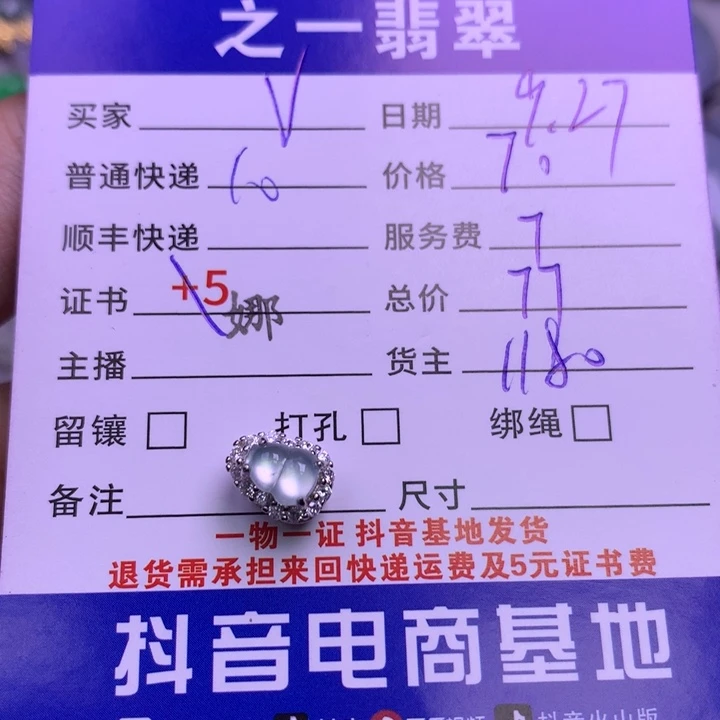 之一翡翠
买家 V 日期 9.27
普通快递 60 价格 70
顺丰快递 服务费 7
证书 +5 娜 总价 77
主播 货主 1180
留镶 打孔 绑绳
备注 尺寸
一物一证 抖音基地发货
退货需承担来回快递运费及5元证书费
抖音电商基地